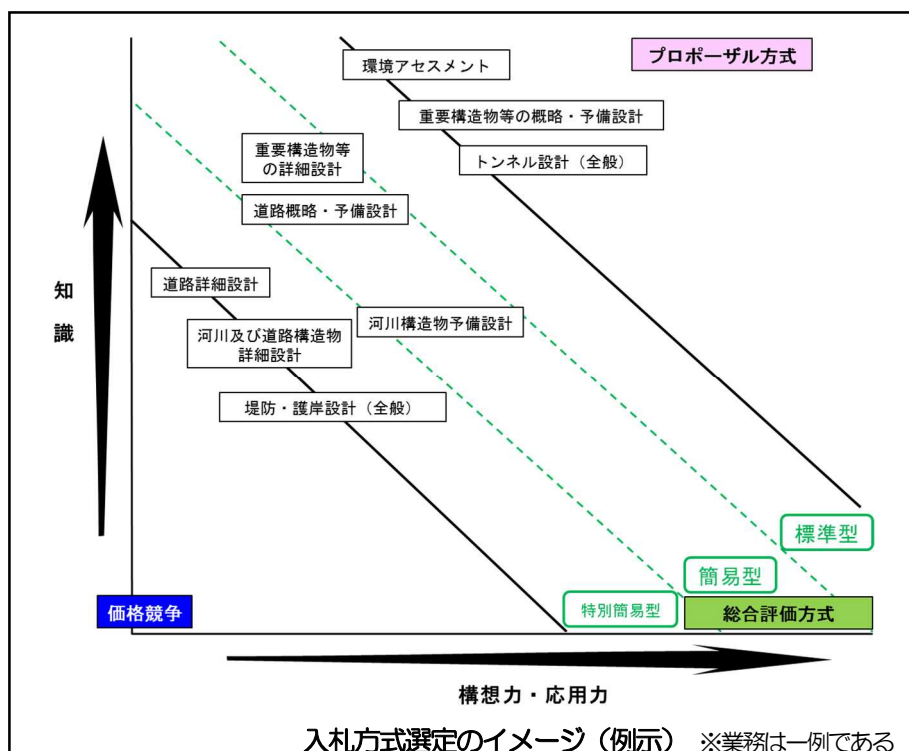 プロポーザル方式
環境アセスメント
重要構造物等の概略・予備設計
重要構造物等
の詳細設計
トンネル設計（全般）
道路概略・予備設計
知
識
道路詳細設計
河川及び道路構造物
詳細設計
河川構造物予備設計
堤防・護岸設計（全般）
標準型
簡易型
特別簡易型
価格競争
総合評価方式
構想力・応用力
入札方式選定のイメージ（例示） ※業務は一例である